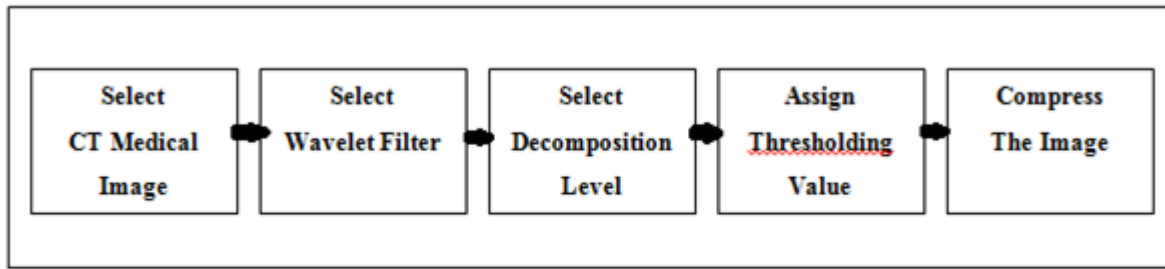 Select
CT Medical
Image
Select
Wavelet Filter
Select
Decomposition
Level
Assign
Thresholding
Value
Compress
The Image